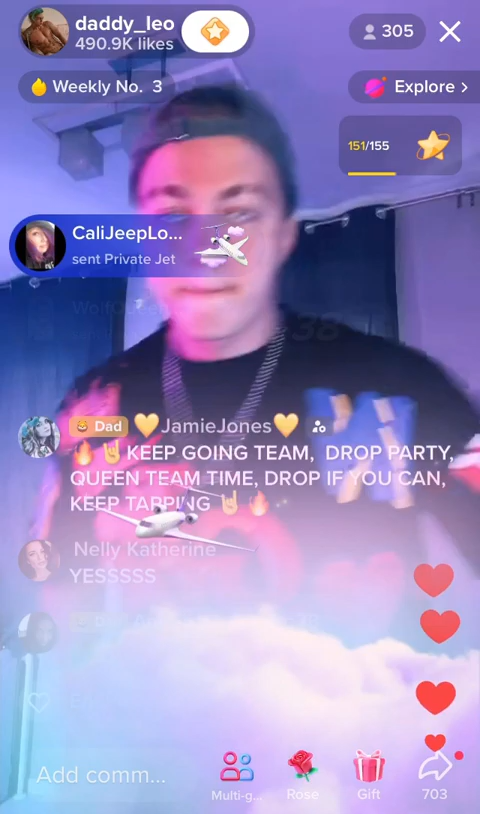 daddy_leo
490.9K likes
305
Weekly No. 3
Explore >
151/155
CaliJeepLo...
sent Private Jet
WolfQueen
Dad 💛JamieJones💛
🔥🤘KEEP GOING TEAM, DROP PARTY,
QUEEN TEAM TIME, DROP IF YOU CAN,
KEEP TAPPING 🤘🔥
Nelly Katherine
YESSSSS
Add comm...
Multi-g...
Rose
Gift
703